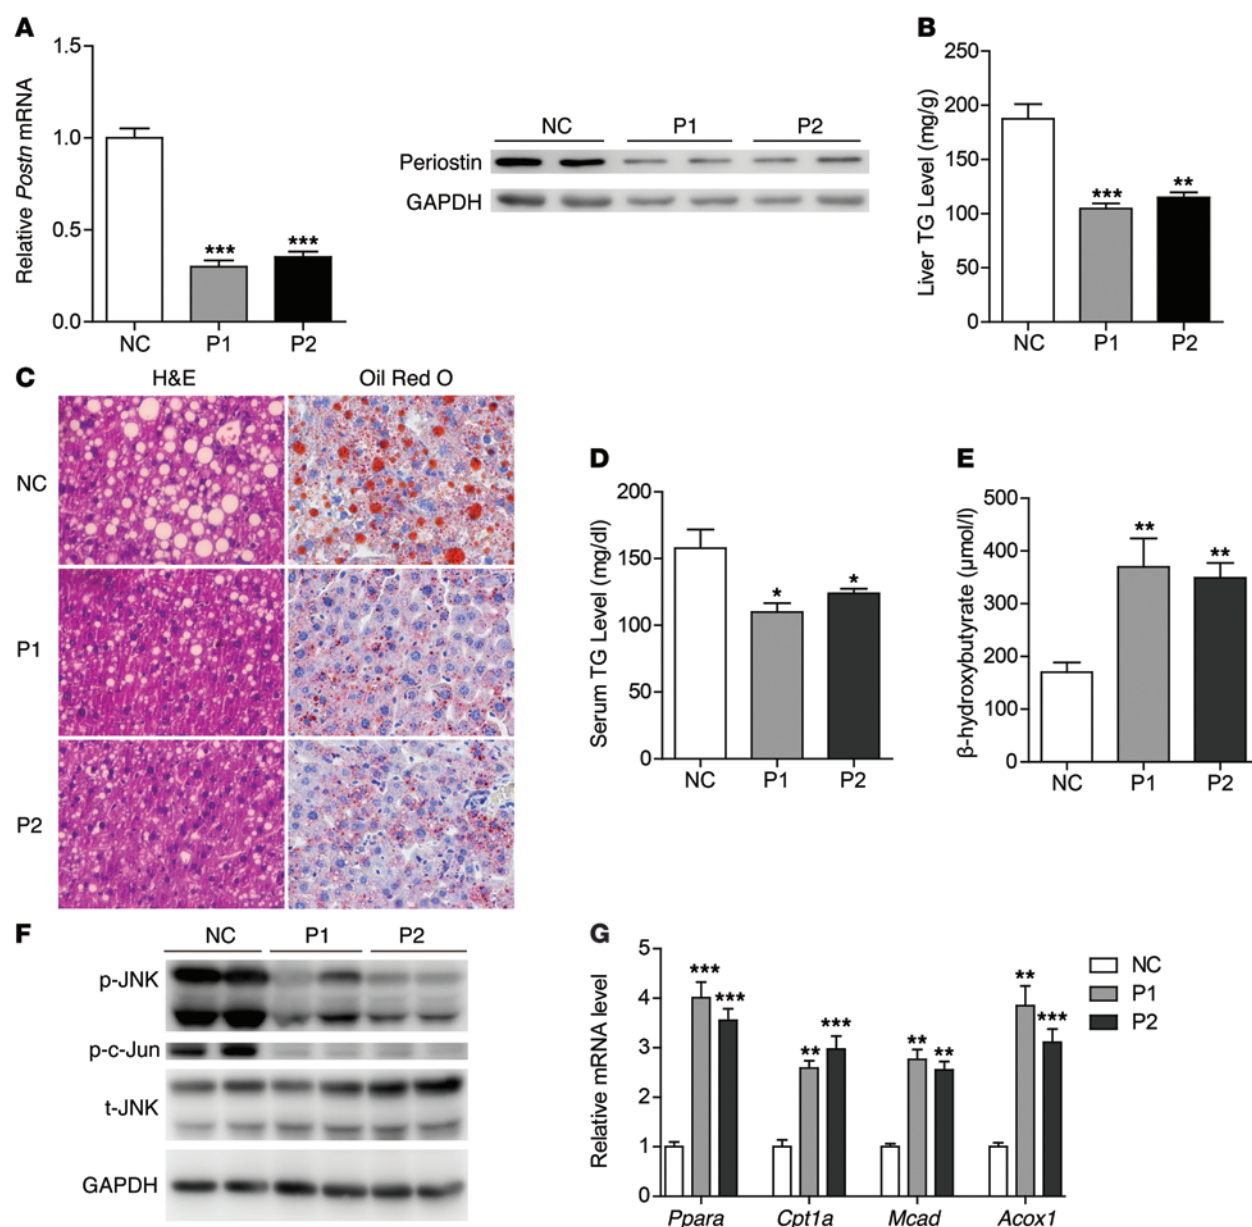 A
1.5
1.0
0.5
0.0
Relative Postn mRNA
***
***
NC P1 P2
NC P1 P2
Periostin
GAPDH
B
250
200
150
100
50
0
Liver TG Level (mg/g)
***
**
NC P1 P2
C
H&E Oil Red O
NC
P1
P2
D
200
150
100
50
0
Serum TG Level (mg/dl)
*
*
NC P1 P2
E
500
400
300
200
100
0
β-hydroxybutyrate (µmol/l)
**
**
NC P1 P2
F
NC P1 P2
p-JNK
p-c-Jun
t-JNK
GAPDH
G
5
4
3
2
1
0
Relative mRNA level
*** *** ** *** ** ** ** ***
Ppara Cpt1a Mcad Acox1
NC
P1
P2